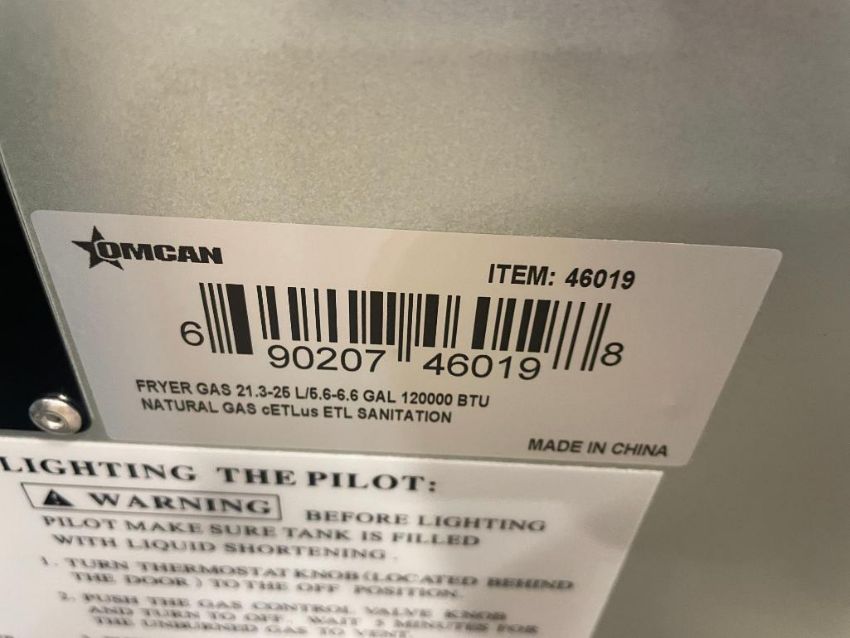 OMCAN
ITEM: 46019
6 90207 46019 8
FRYER GAS 21.3-25 L/5.6-6.6 GAL 120000 BTU
NATURAL GAS cETLus ETL SANITATION
MADE IN CHINA
LIGHTING THE PILOT:
WARNING BEFORE LIGHTING
PILOT MAKE SURE TANK IS FILLED
WITH LIQUID SHORTENING.
1. TURN THERMOSTAT KNOB (LOCATED BEHIND
THE DOOR) TO THE OFF POSITION.
2. PUSH THE GAS CONTROL VALVE KNOB
AND TURN TO OFF. WAIT 5 MINUTES FOR
THE UNBURNED GAS TO VENT.